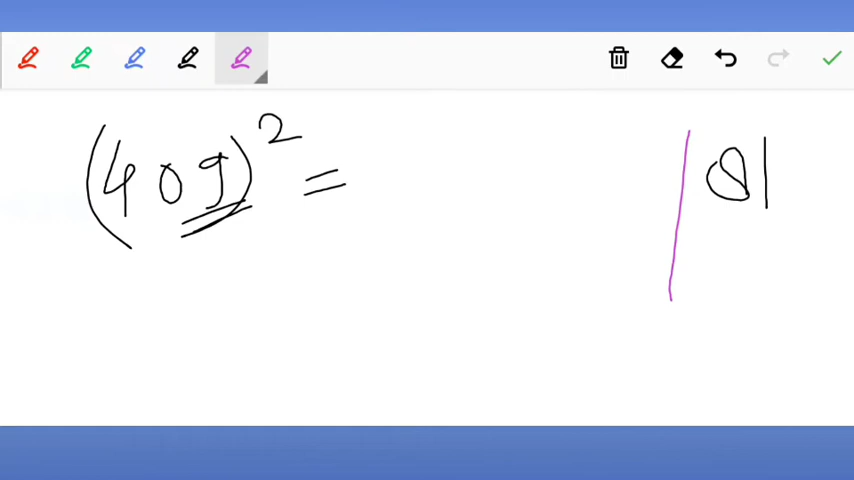 (409)² = | 81